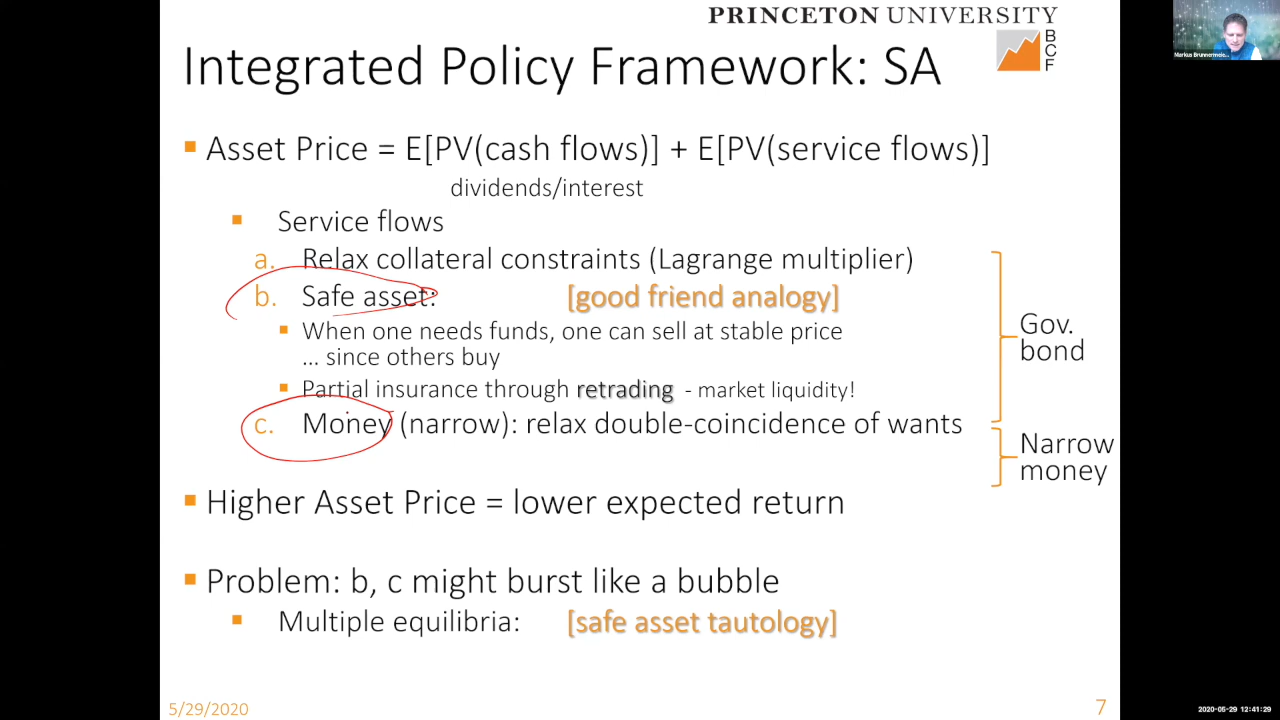 PRINCETON UNIVERSITY
B
C
F
Markus Brunnermeie...
Integrated Policy Framework: SA
▪ Asset Price = E[PV(cash flows)] + E[PV(service flows)]
dividends/interest
▪ Service flows
a. Relax collateral constraints (Lagrange multiplier)
b. Safe asset: [good friend analogy]
▪ When one needs funds, one can sell at stable price
... since others buy
▪ Partial insurance through retrading - market liquidity!
c. Money (narrow): relax double-coincidence of wants
Gov.
bond
Narrow
money
▪ Higher Asset Price = lower expected return
▪ Problem: b, c might burst like a bubble
▪ Multiple equilibria: [safe asset tautology]
5/29/2020
7
2020-05-29 12:41:29